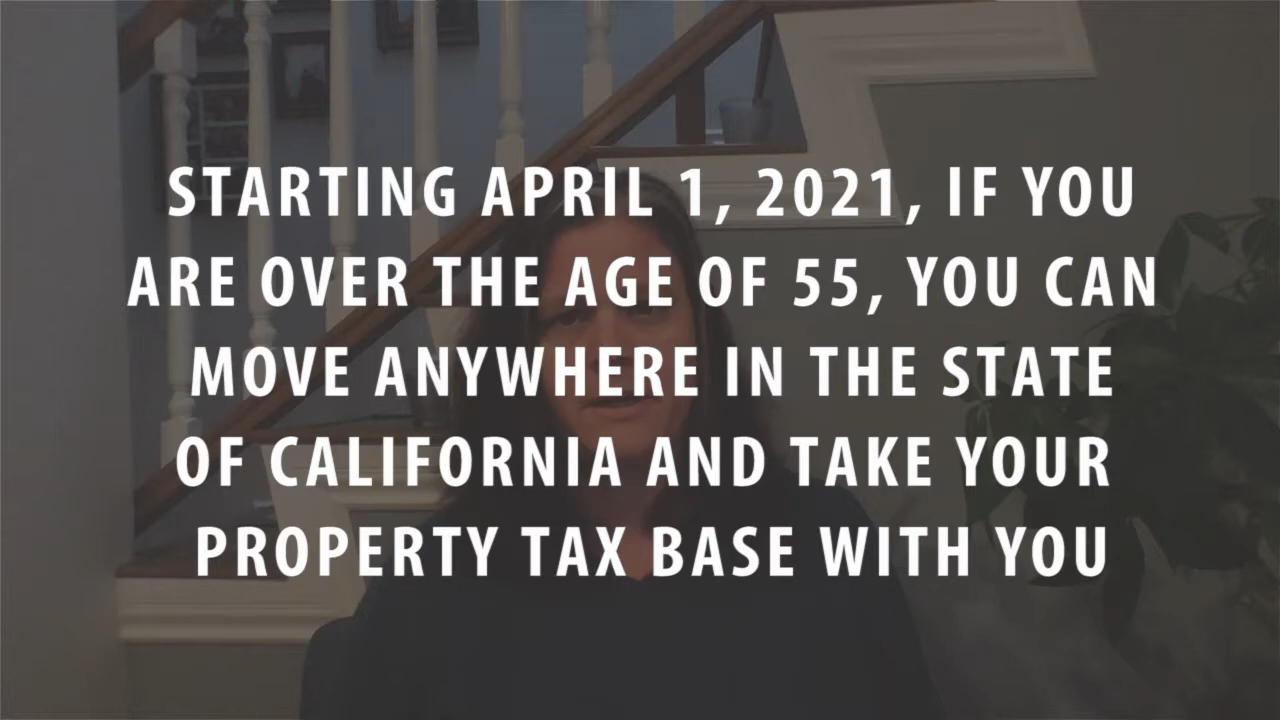 STARTING APRIL 1, 2021, IF YOU
ARE OVER THE AGE OF 55, YOU CAN
MOVE ANYWHERE IN THE STATE
OF CALIFORNIA AND TAKE YOUR
PROPERTY TAX BASE WITH YOU